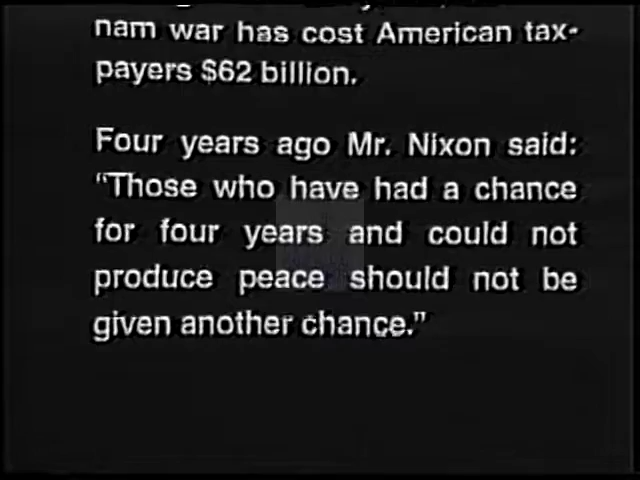 nam war has cost American tax-
payers $62 billion.
Four years ago Mr. Nixon said:
"Those who have had a chance
for four years and could not
produce peace should not be
given another chance."